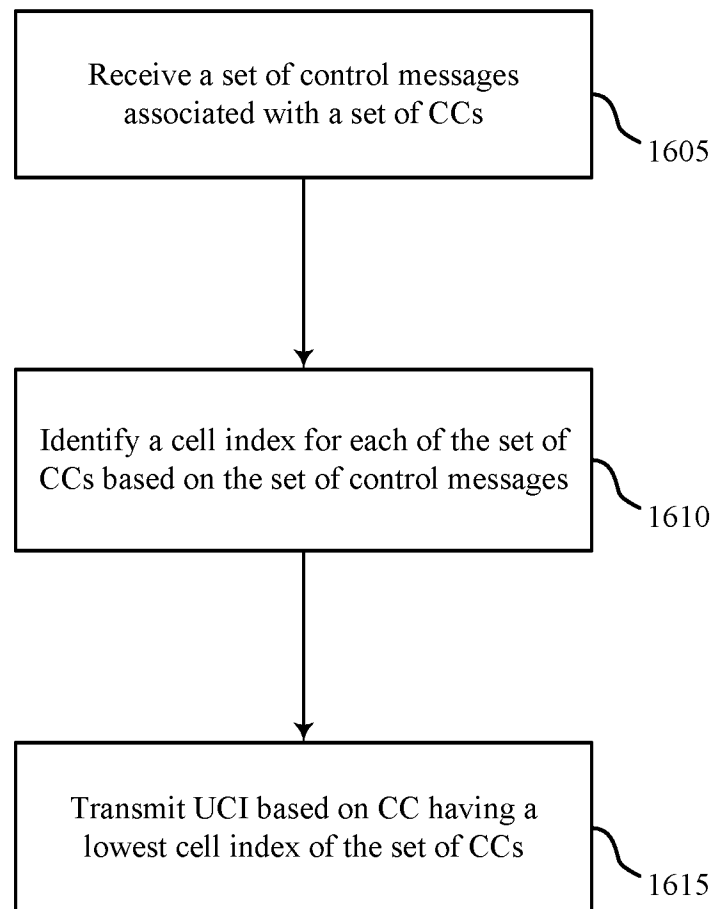 Receive a set of control messages
associated with a set of CCs
1605
Identify a cell index for each of the set of
CCs based on the set of control messages
1610
Transmit UCI based on CC having a
lowest cell index of the set of CCs
1615